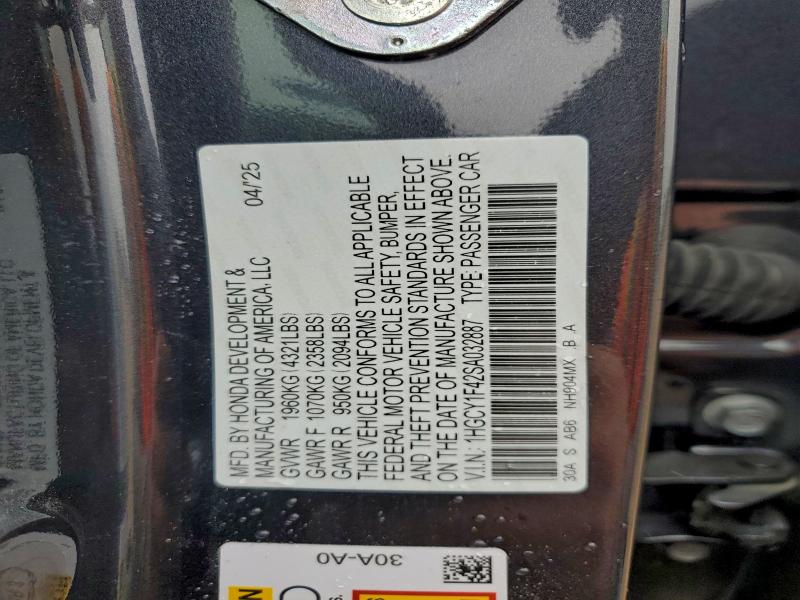 MFD. BY HONDA DEVELOPMENT &
MANUFACTURING OF AMERICA, LLC 04/'25
GVWR 1960KG(4321LBS)
GAWR F 1070KG(2358LBS)
GAWR R 950KG(2094LBS)
THIS VEHICLE CONFORMS TO ALL APPLICABLE
FEDERAL MOTOR VEHICLE SAFETY, BUMPER,
AND THEFT PREVENTION STANDARDS IN EFFECT
ON THE DATE OF MANUFACTURE SHOWN ABOVE.
V.I.N.: 1HGCY1F42SA032887 TYPE: PASSENGER CAR
30A S AB6 NH904MX B A
30A-A0